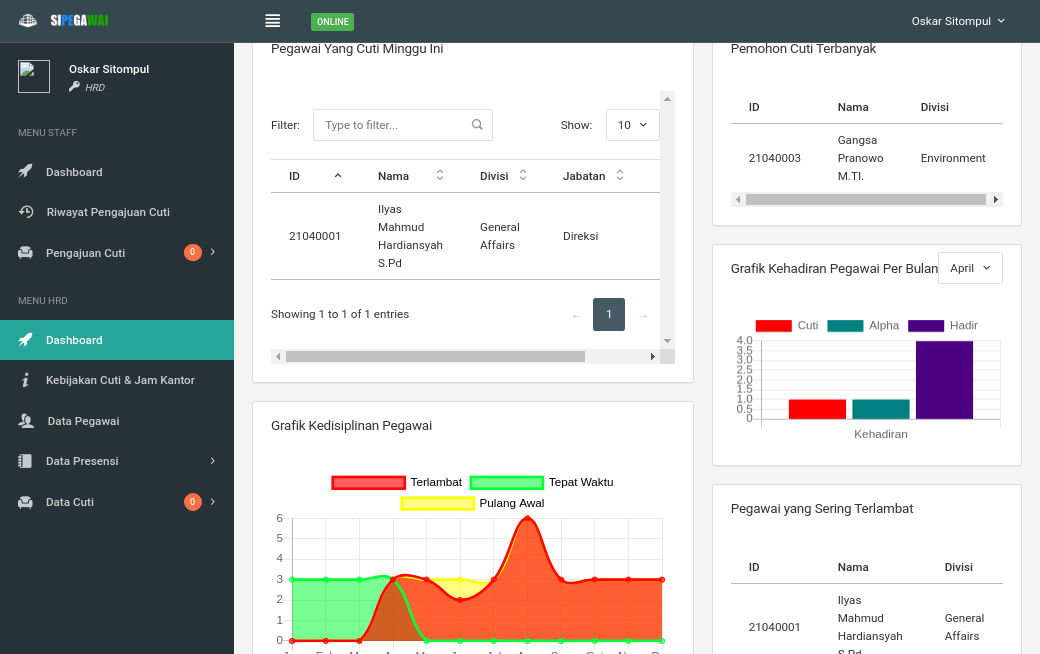 SIPEGAWAI
ONLINE
Oskar Sitompul
Oskar Sitompul
HRD
MENU STAFF
Dashboard
Riwayat Pengajuan Cuti
Pengajuan Cuti
0
MENU HRD
Dashboard
Kebijakan Cuti & Jam Kantor
Data Pegawai
Data Presensi
Data Cuti
0
Pegawai Yang Cuti Minggu Ini
Filter:
Type to filter...
Show:
10
ID Nama Divisi Jabatan
Ilyas
Mahmud
Hardiansyah
S.Pd
21040001
General
Affairs
Direksi
Showing 1 to 1 of 1 entries
← 1 →
Grafik Kedisiplinan Pegawai
Terlambat Tepat Waktu
Pulang Awal
6
5
4
3
2
1
0
Pemohon Cuti Terbanyak
ID Nama Divisi
21040003
Gangsa
Pranowo
M.TI.
Environment
Grafik Kehadiran Pegawai Per Bulan
April
Cuti Alpha Hadir
4.0
3.5
3.0
2.5
2.0
1.5
1.0
0.5
0
Kehadiran
Pegawai yang Sering Terlambat
ID Nama Divisi
21040001
Ilyas
Mahmud
Hardiansyah
S.Pd
General
Affairs